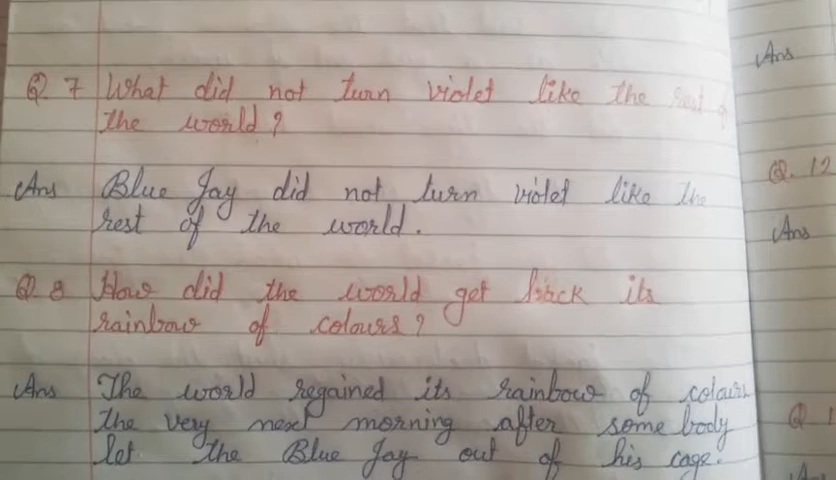 Q. 7 What did not turn violet like the rest of
the world?
Ans Blue Jay did not turn violet like the
rest of the world.
Q. 8 How did the world get back its
rainbow of colours?
Ans The world regained its rainbow of colours
the very next morning after some body
let the Blue Jay out of his cage.
Ans
Q. 12
Ans
Q. 1